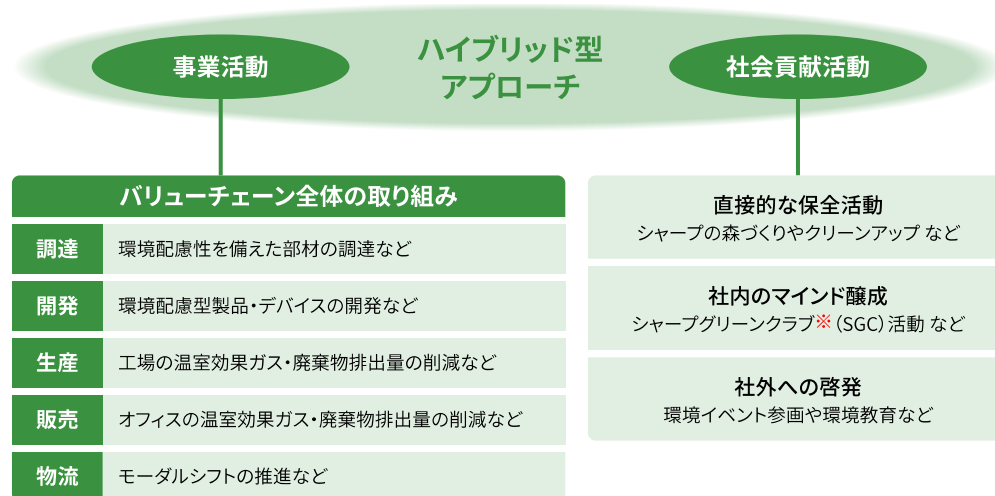 ハイブリッド型
アプローチ
事業活動
社会貢献活動
バリューチェーン全体の取り組み
調達
環境配慮性を備えた部材の調達など
開発
環境配慮型製品・デバイスの開発など
生産
工場の温室効果ガス・廃棄物排出量の削減など
販売
オフィスの温室効果ガス・廃棄物排出量の削減など
物流
モーダルシフトの推進など
直接的な保全活動
シャープの森づくりやクリーンアップ など
社内のマインド醸成
シャープグリーンクラブ※（SGC）活動 など
社外への啓発
環境イベント参画や環境教育など